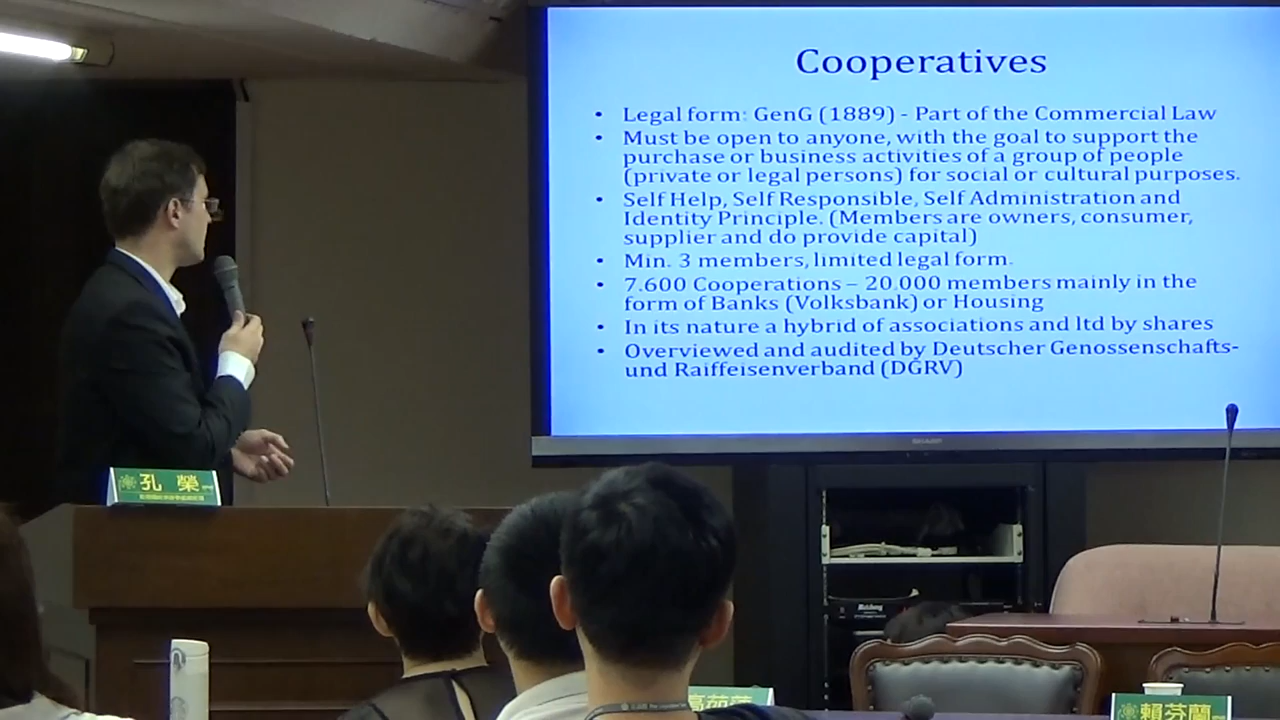 Cooperatives
• Legal form: GenG (1889) - Part of the Commercial Law
• Must be open to anyone, with the goal to support the
purchase or business activities of a group of people
(private or legal persons) for social or cultural purposes.
• Self Help, Self Responsible, Self Administration and
Identity Principle. (Members are owners, consumer,
supplier and do provide capital)
• Min. 3 members, limited legal form.
• 7.600 Cooperations – 20.000 members mainly in the
form of Banks (Volksbank) or Housing
• In its nature a hybrid of associations and ltd by shares
• Overviewed and audited by Deutscher Genossenschafts-
und Raiffeisenverband (DGRV)
SHARP
孔榮
賴芬蘭